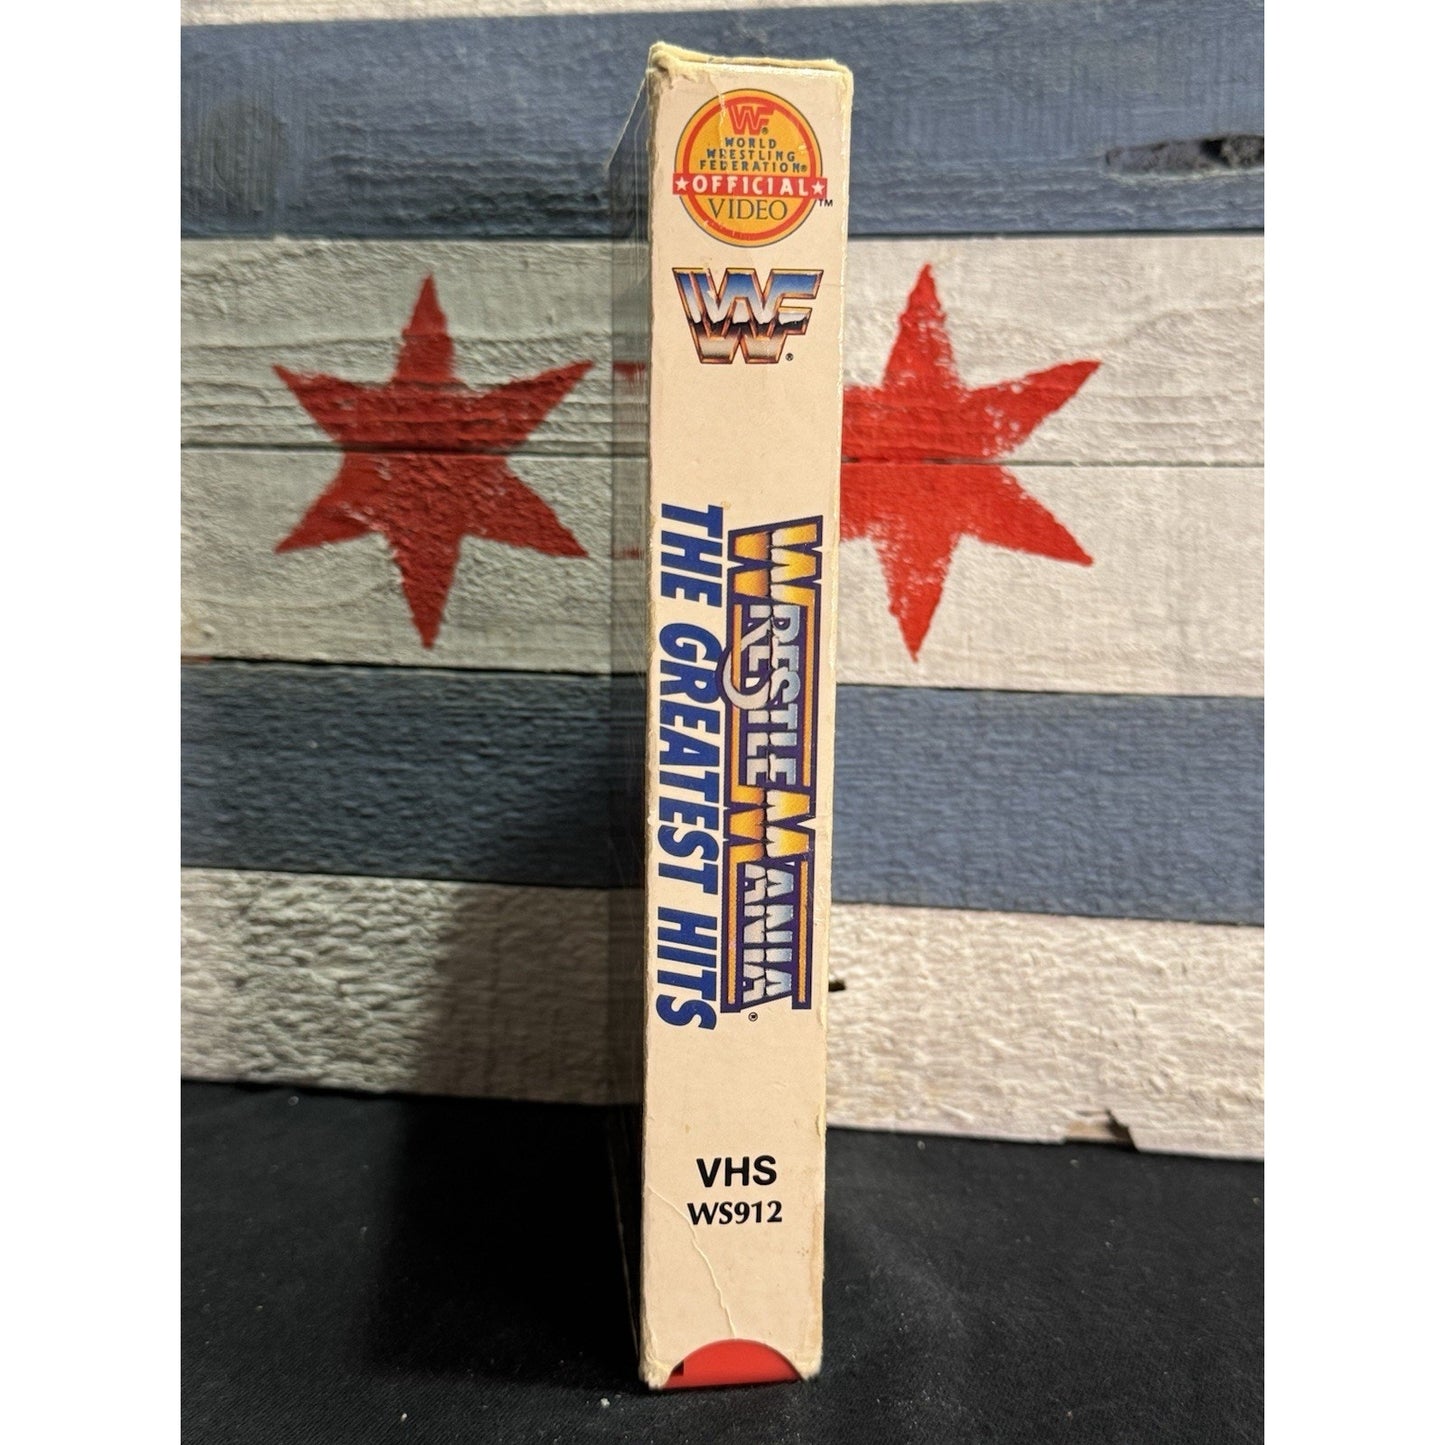 WF®
WORLD
WRESTLING
FEDERATION®
★OFFICIAL★
VIDEO
TM
WF®
WRESTLEMANIA®
THE GREATEST HITS
VHS
WS912